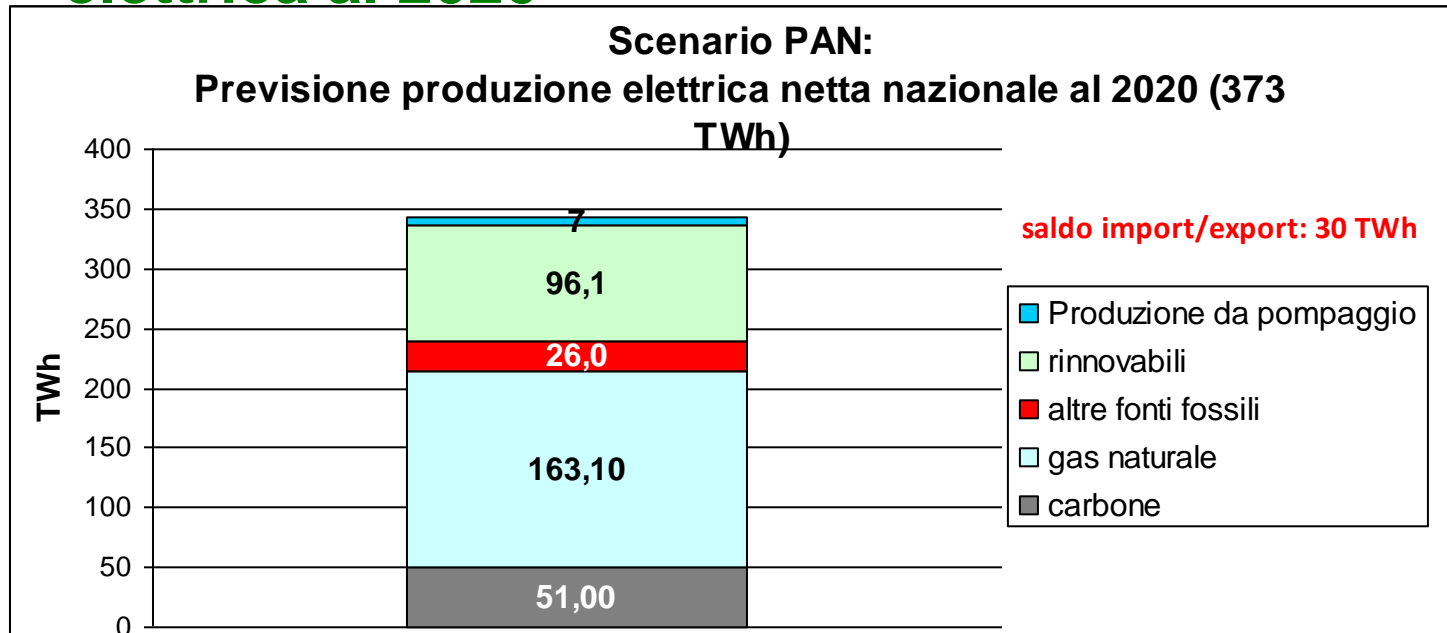 Scenario PAN:
Previsione produzione elettrica netta nazionale al 2020 (373
TWh)
400
350
300
250
200
150
100
50
0
TWh
7
96,1
26,0
163,10
51,00
saldo import/export: 30 TWh
Produzione da pompaggio
rinnovabili
altre fonti fossili
gas naturale
carbone